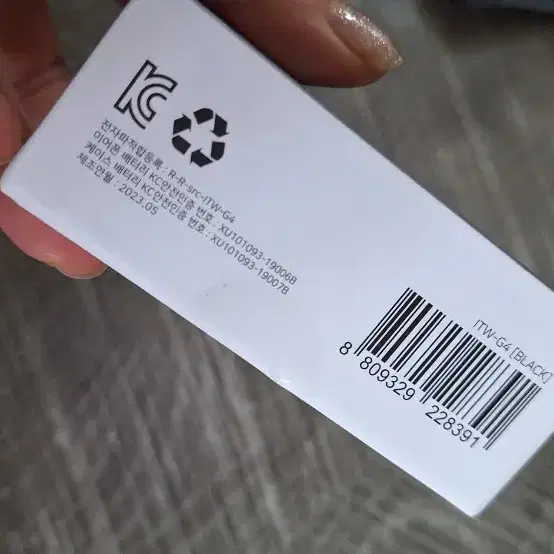 KC
전자파적합등록 : R-R-src-ITW-G4
이어폰 배터리 KC안전인증 번호 : XU101093-19006B
케이스 배터리 KC안전인증 번호 : XU101093-19007B
제조연월 : 2023.05
ITW-G4 [BLACK]
8 809329 228391